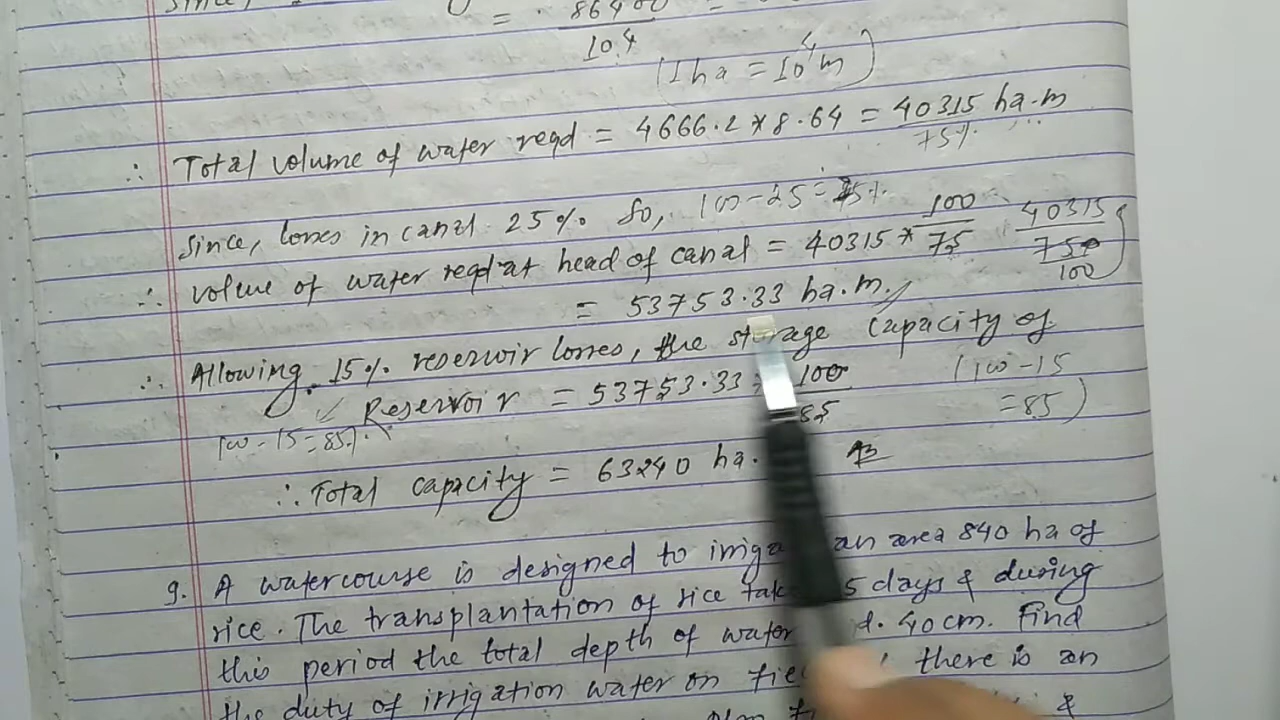 = 86400
10.4
(1 ha = 10⁴ m)
∴ Total volume of water reqd = 4666.2 * 8.64 = 40315 ha.m
75%
Since, losses in canal 25% So, 100-25=75%
∴ volume of water reqd at head of canal = 40315 * 100/75 40315
750
100
= 53753.33 ha.m.
∴ Allowing 15% reservoir losses, the storage capacity of
Reservoir = 53753.33 100 (100-15
85 =85)
100-15=85%.
∴ Total capacity = 63240 ha.
9. A watercourse is designed to irriga an area 840 ha of
rice. The transplantation of rice tak 5 days & during
this period the total depth of water d. 40 cm. Find
the duty of irrigation water on fie there is an
&